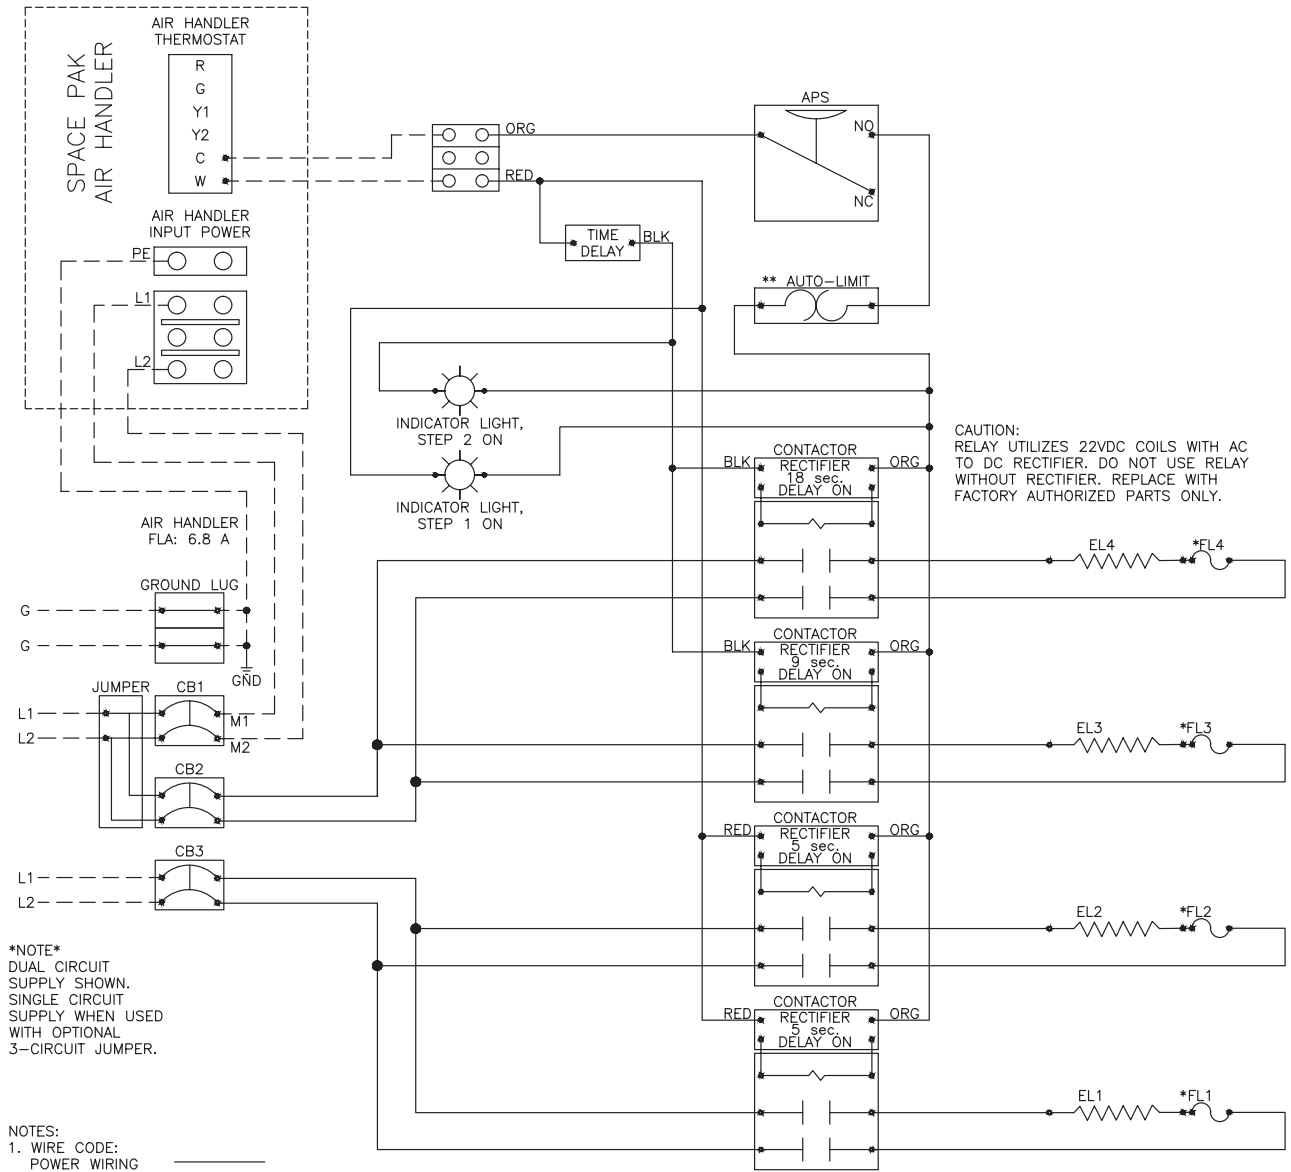 AIR HANDLER
THERMOSTAT
SPACE PAK
AIR HANDLER
R
G
Y1
Y2
C
W
AIR HANDLER
INPUT POWER
PE
L1
L2
ORG
RED
TIME
DELAY
BLK
APS
NO
NC
** AUTO-LIMIT
INDICATOR LIGHT,
STEP 2 ON
INDICATOR LIGHT,
STEP 1 ON
CAUTION:
RELAY UTILIZES 22VDC COILS WITH AC
TO DC RECTIFIER. DO NOT USE RELAY
WITHOUT RECTIFIER. REPLACE WITH
FACTORY AUTHORIZED PARTS ONLY.
CONTACTOR
BLK
RECTIFIER
18 sec.
DELAY ON
ORG
EL4
*FL4
AIR HANDLER
FLA: 6.8 A
GROUND LUG
G
G
GND
CONTACTOR
BLK
RECTIFIER
9 sec.
DELAY ON
ORG
EL3
*FL3
JUMPER
CB1
L1
L2
M1
M2
CB2
CONTACTOR
RED
RECTIFIER
5 sec.
DELAY ON
ORG
EL2
*FL2
CB3
L1
L2
*NOTE*
DUAL CIRCUIT
SUPPLY SHOWN.
SINGLE CIRCUIT
SUPPLY WHEN USED
WITH OPTIONAL
3-CIRCUIT JUMPER.
CONTACTOR
RED
RECTIFIER
5 sec.
DELAY ON
ORG
EL1
*FL1
NOTES:
1. WIRE CODE:
POWER WIRING